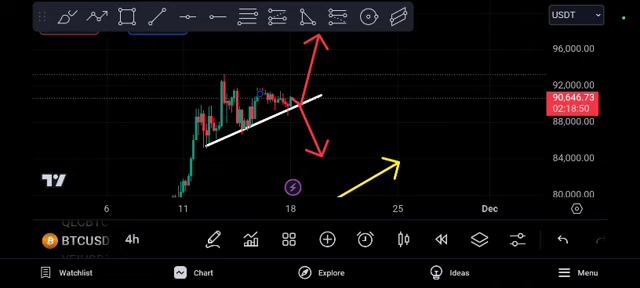 USDT
96,000.00
92,000.00
90,646.73
02:18:50
88,000.00
84,000.00
80,000.00
6 11 18 25 Dec
BTCUSD 4h
Watchlist Chart Explore Ideas Menu